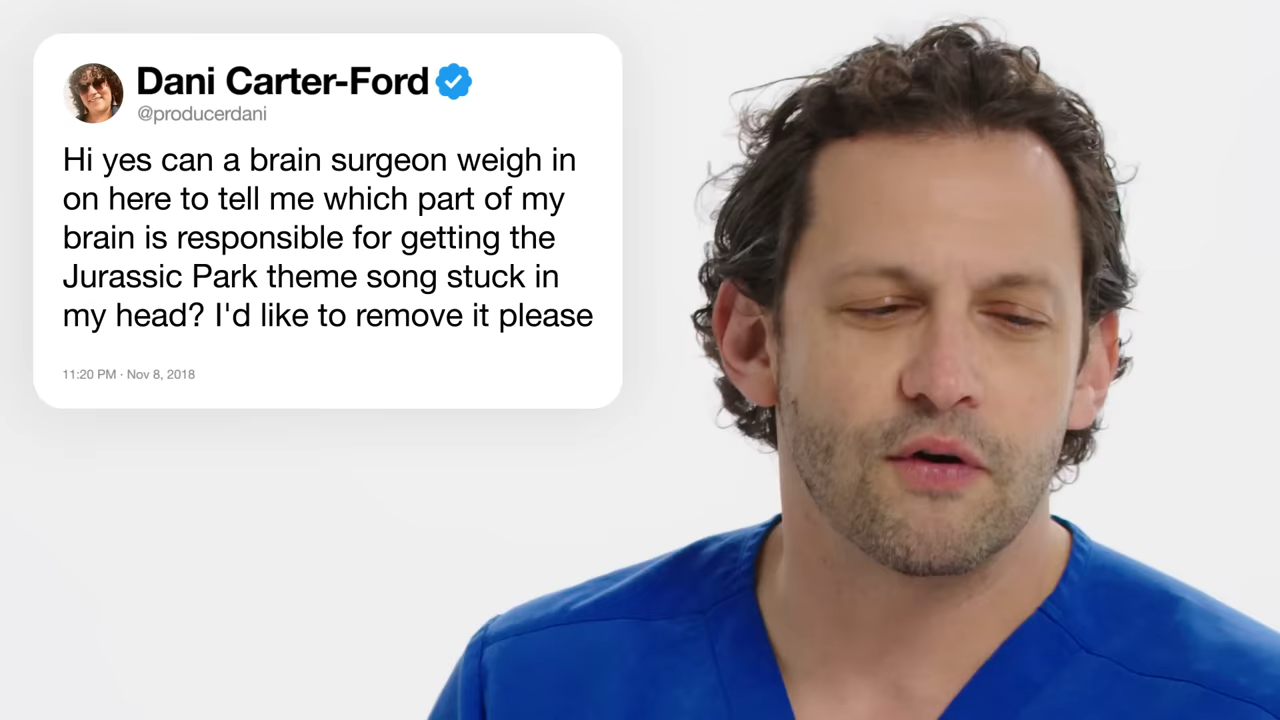 Dani Carter-Ford
@producerdani
Hi yes can a brain surgeon weigh in
on here to tell me which part of my
brain is responsible for getting the
Jurassic Park theme song stuck in
my head? I'd like to remove it please
11:20 PM · Nov 8, 2018